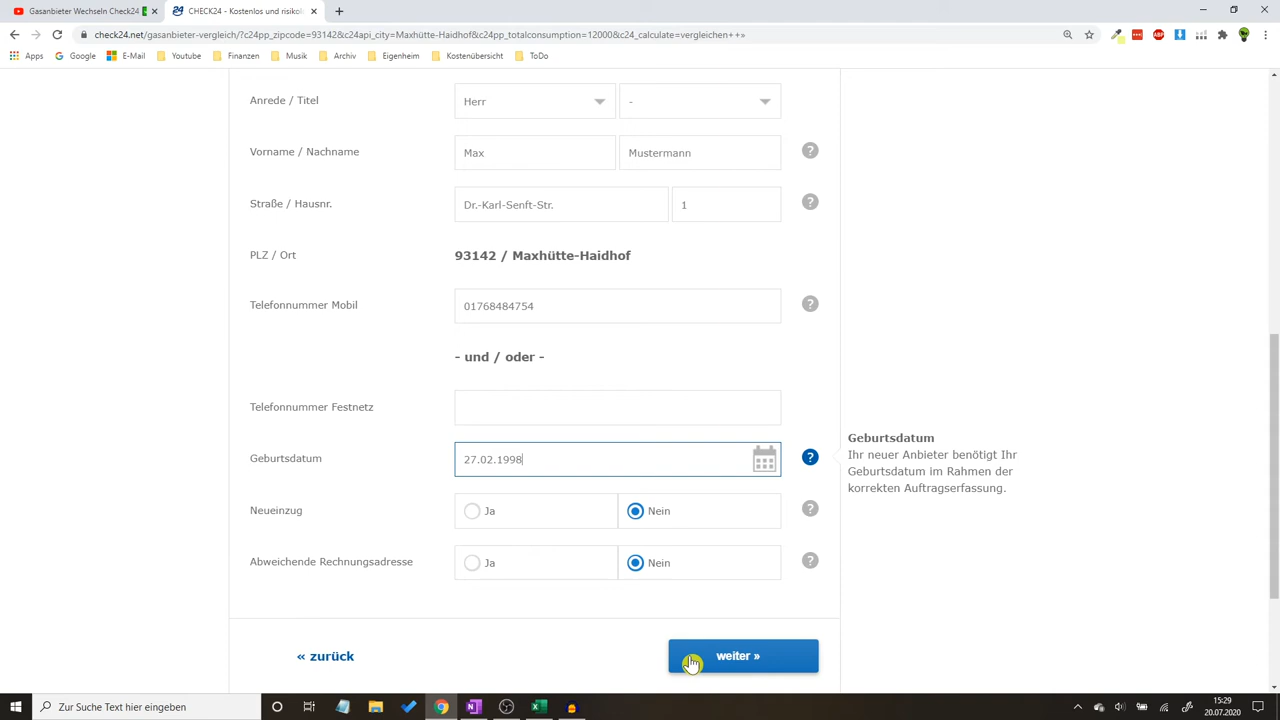 Gasanbieter Wechseln Check24
24 CHECK24 - Kostenlos und risikolo
check24.net/gasanbieter-vergleich/?c24pp_zipcode=93142&c24api_city=Maxhütte-Haidhof&c24pp_totalconsumption=12000&c24_calculate=vergleichen++»
ABP
Apps Google E-Mail Youtube Finanzen Musik Archiv Eigenheim Kostenübersicht ToDo
Anrede / Titel Herr -
Vorname / Nachname Max Mustermann ?
Straße / Hausnr. Dr.-Karl-Senft-Str. 1 ?
PLZ / Ort 93142 / Maxhütte-Haidhof
Telefonnummer Mobil 01768484754 ?
- und / oder -
Telefonnummer Festnetz
Geburtsdatum
Geburtsdatum 27.02.1998 ? Ihr neuer Anbieter benötigt Ihr
Geburtsdatum im Rahmen der
korrekten Auftragserfassung.
Neueinzug Ja Nein ?
Abweichende Rechnungsadresse Ja Nein ?
« zurück weiter »
Zur Suche Text hier eingeben
15:29
20.07.2020